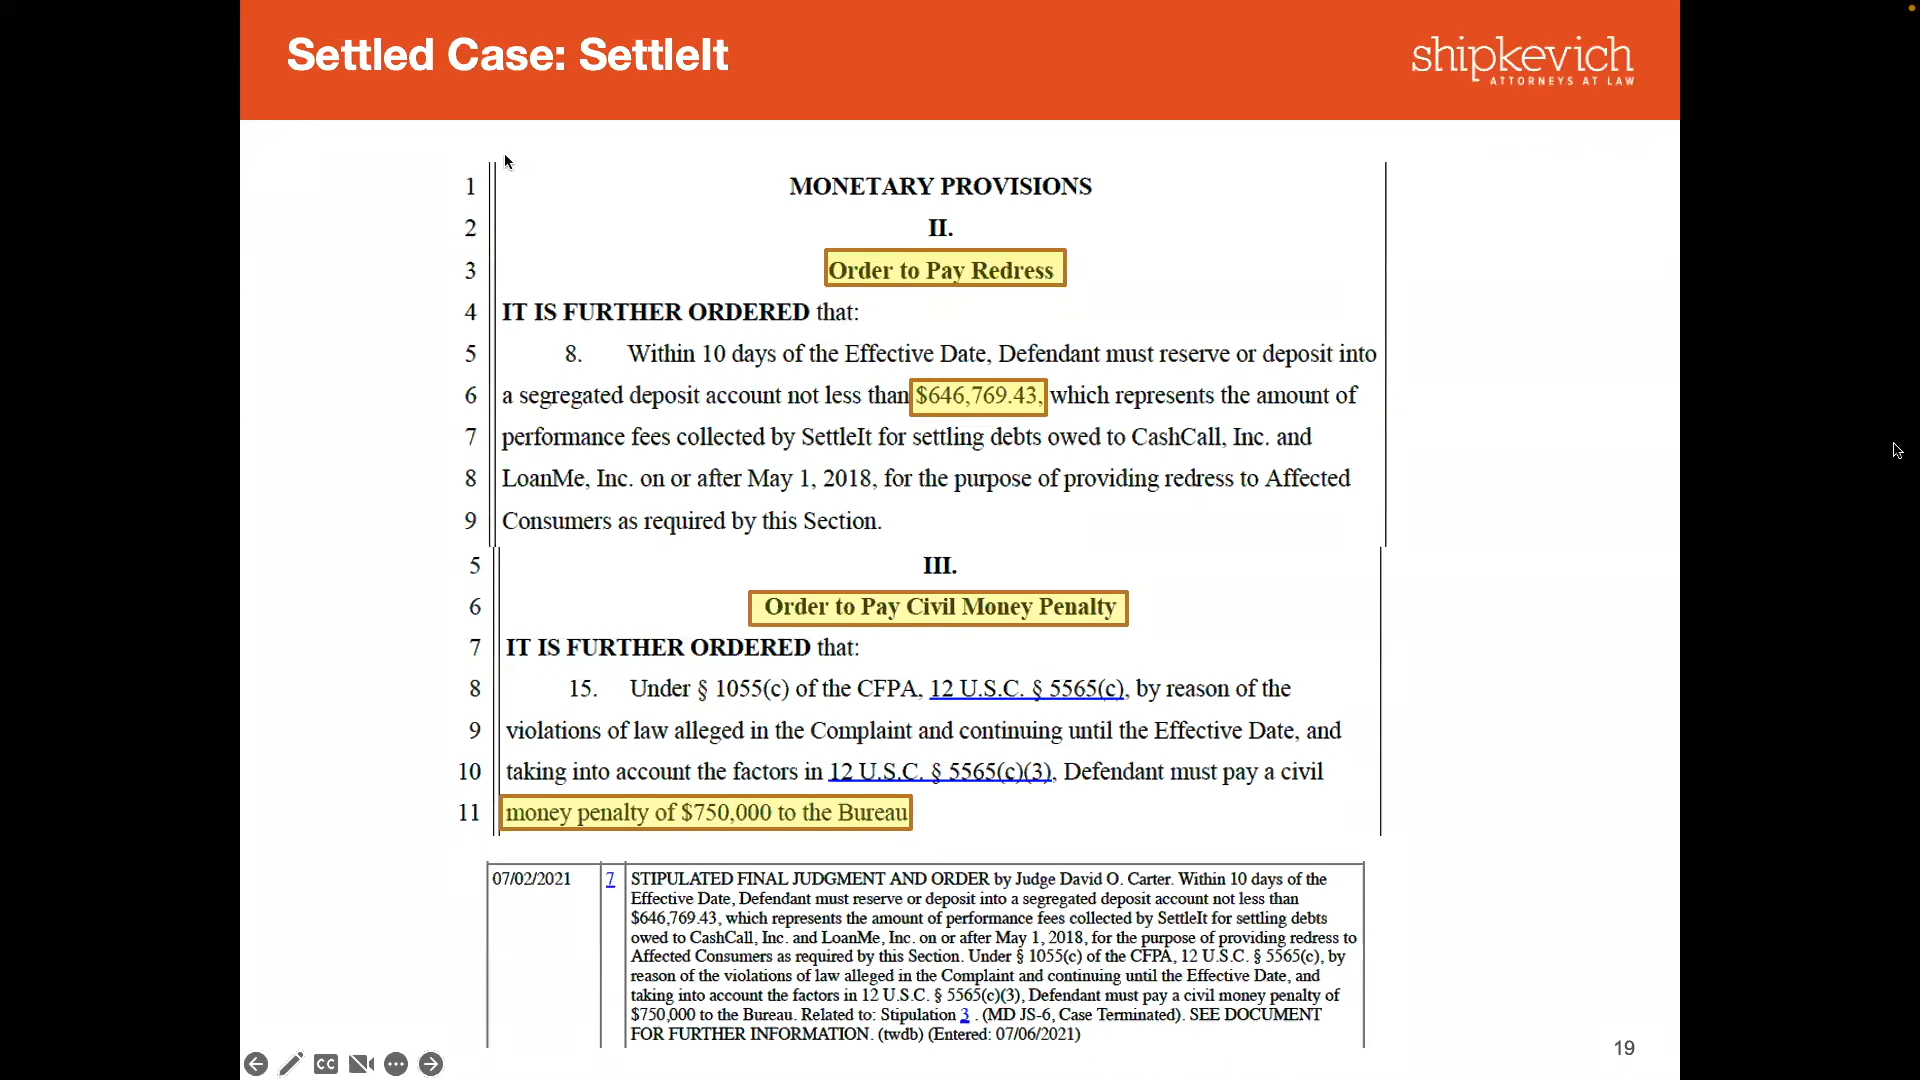 Settled Case: SettleIt
shipkevich
ATTORNEYS AT LAW
1 MONETARY PROVISIONS
2 II.
3 Order to Pay Redress
4 IT IS FURTHER ORDERED that:
5 8. Within 10 days of the Effective Date, Defendant must reserve or deposit into
6 a segregated deposit account not less than $646,769.43, which represents the amount of
7 performance fees collected by SettleIt for settling debts owed to CashCall, Inc. and
8 LoanMe, Inc. on or after May 1, 2018, for the purpose of providing redress to Affected
9 Consumers as required by this Section.
5 III.
6 Order to Pay Civil Money Penalty
7 IT IS FURTHER ORDERED that:
8 15. Under § 1055(c) of the CFPA, 12 U.S.C. § 5565(c), by reason of the
9 violations of law alleged in the Complaint and continuing until the Effective Date, and
10 taking into account the factors in 12 U.S.C. § 5565(c)(3), Defendant must pay a civil
11 money penalty of $750,000 to the Bureau
07/02/2021 7 STIPULATED FINAL JUDGMENT AND ORDER by Judge David O. Carter. Within 10 days of the
Effective Date, Defendant must reserve or deposit into a segregated deposit account not less than
$646,769.43, which represents the amount of performance fees collected by SettleIt for settling debts
owed to CashCall, Inc. and LoanMe, Inc. on or after May 1, 2018, for the purpose of providing redress to
Affected Consumers as required by this Section. Under § 1055(c) of the CFPA, 12 U.S.C. § 5565(c), by
reason of the violations of law alleged in the Complaint and continuing until the Effective Date, and
taking into account the factors in 12 U.S.C. § 5565(c)(3), Defendant must pay a civil money penalty of
$750,000 to the Bureau. Related to: Stipulation 3 . (MD JS-6, Case Terminated). SEE DOCUMENT
FOR FURTHER INFORMATION. (twdb) (Entered: 07/06/2021)
19
CC